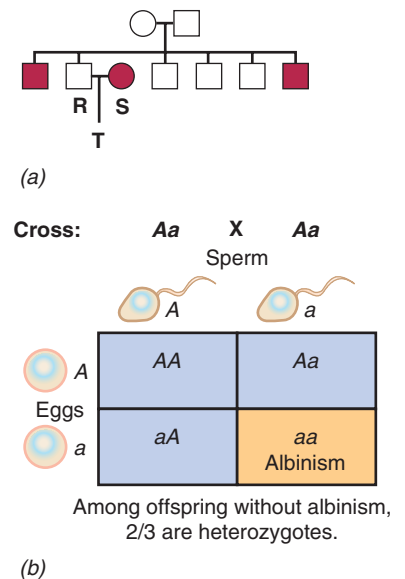 R S
T
(a)
Cross: Aa X Aa
Sperm
A a
AA Aa
A
Eggs
a
aA aa
Albinism
Among offspring without albinism,
2/3 are heterozygotes.
(b)